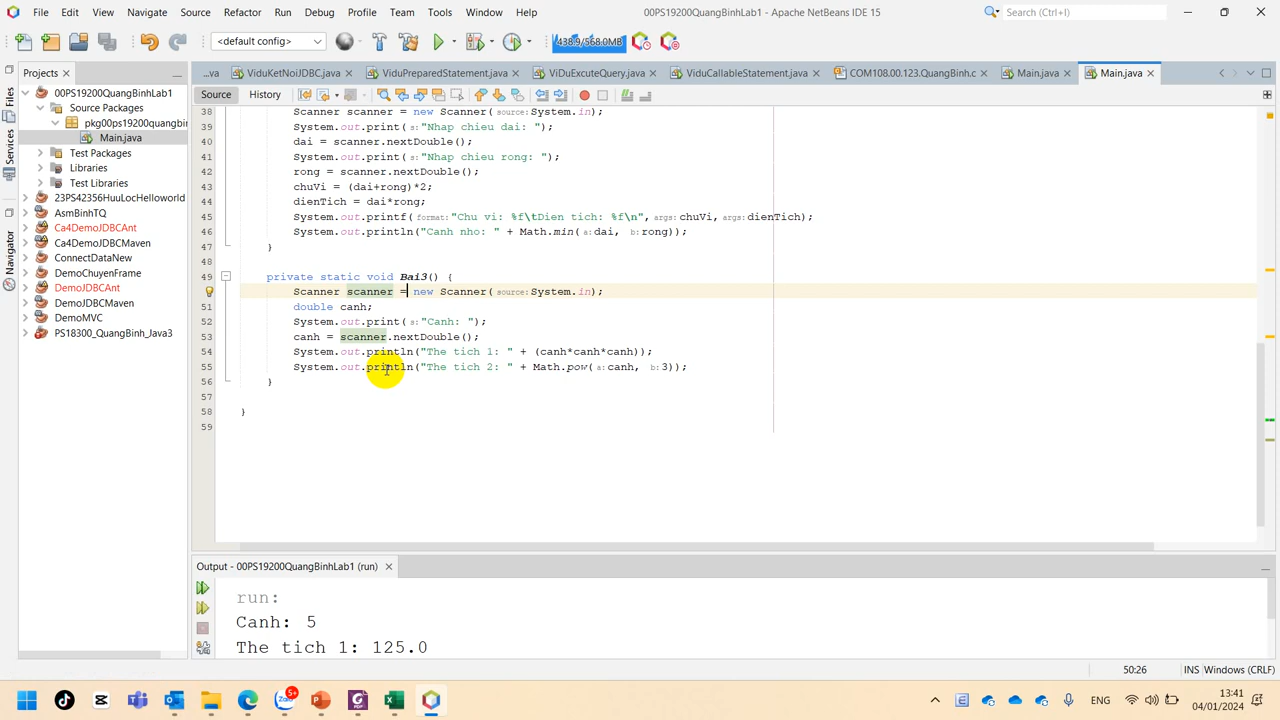 File Edit View Navigate Source Refactor Run Debug Profile Team Tools Window Help 00PS19200QuangBinhLab1 - Apache NetBeans IDE 15 Search (Ctrl+I)
<default config> 438.9/568.0MB
Projects ...va ViduKetNoiJDBC.java ViduPreparedStatement.java ViDuExcuteQuery.java ViduCallableStatement.java COM108.00.123.QuangBinh.c Main.java Main.java
Files
Services
Navigator
00PS19200QuangBinhLab1
Source Packages
pkg00ps19200quangbin
Main.java
Test Packages
Libraries
Test Libraries
23PS42356HuuLocHelloworld
AsmBinhTQ
Ca4DemoJDBCAnt
Ca4DemoJDBCMaven
ConnectDataNew
DemoChuyenFrame
DemoJDBCAnt
DemoJDBCMaven
DemoMVC
PS18300_QuangBinh_Java3
Source History
38 Scanner scanner = new Scanner(source:System.in);
39 System.out.print(s:"Nhap chieu dai: ");
40 dai = scanner.nextDouble();
41 System.out.print(s:"Nhap chieu rong: ");
42 rong = scanner.nextDouble();
43 chuVi = (dai+rong)*2;
44 dienTich = dai*rong;
45 System.out.printf(format:"Chu vi: %f\tDien tich: %f\n", args:chuVi, args:dienTich);
46 System.out.println("Canh nho: " + Math.min(a:dai, b:rong));
47 }
48
49 private static void Bai3() {
Scanner scanner = new Scanner(source:System.in);
51 double canh;
52 System.out.print(s:"Canh: ");
53 canh = scanner.nextDouble();
54 System.out.println("The tich 1: " + (canh*canh*canh));
55 System.out.println("The tich 2: " + Math.pow(a:canh, b:3));
56 }
57
58 }
59
Output - 00PS19200QuangBinhLab1 (run)
run:
Canh: 5
The tich 1: 125.0
50:26 INS Windows (CRLF)
5+ ENG 13:41
04/01/2024